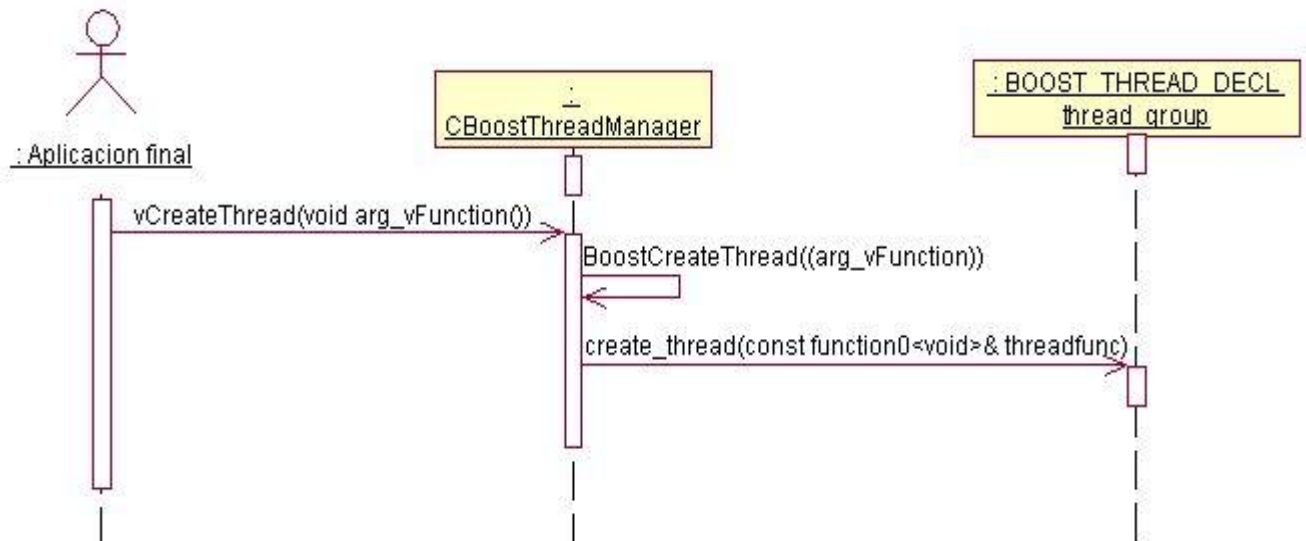 : BOOST_THREAD_DECL
thread_group
:
CBoostThreadManager
: Aplicacion final
vCreateThread(void arg_vFunction())
BoostCreateThread((arg_vFunction))
create_thread(const function0<void>& threadfunc)